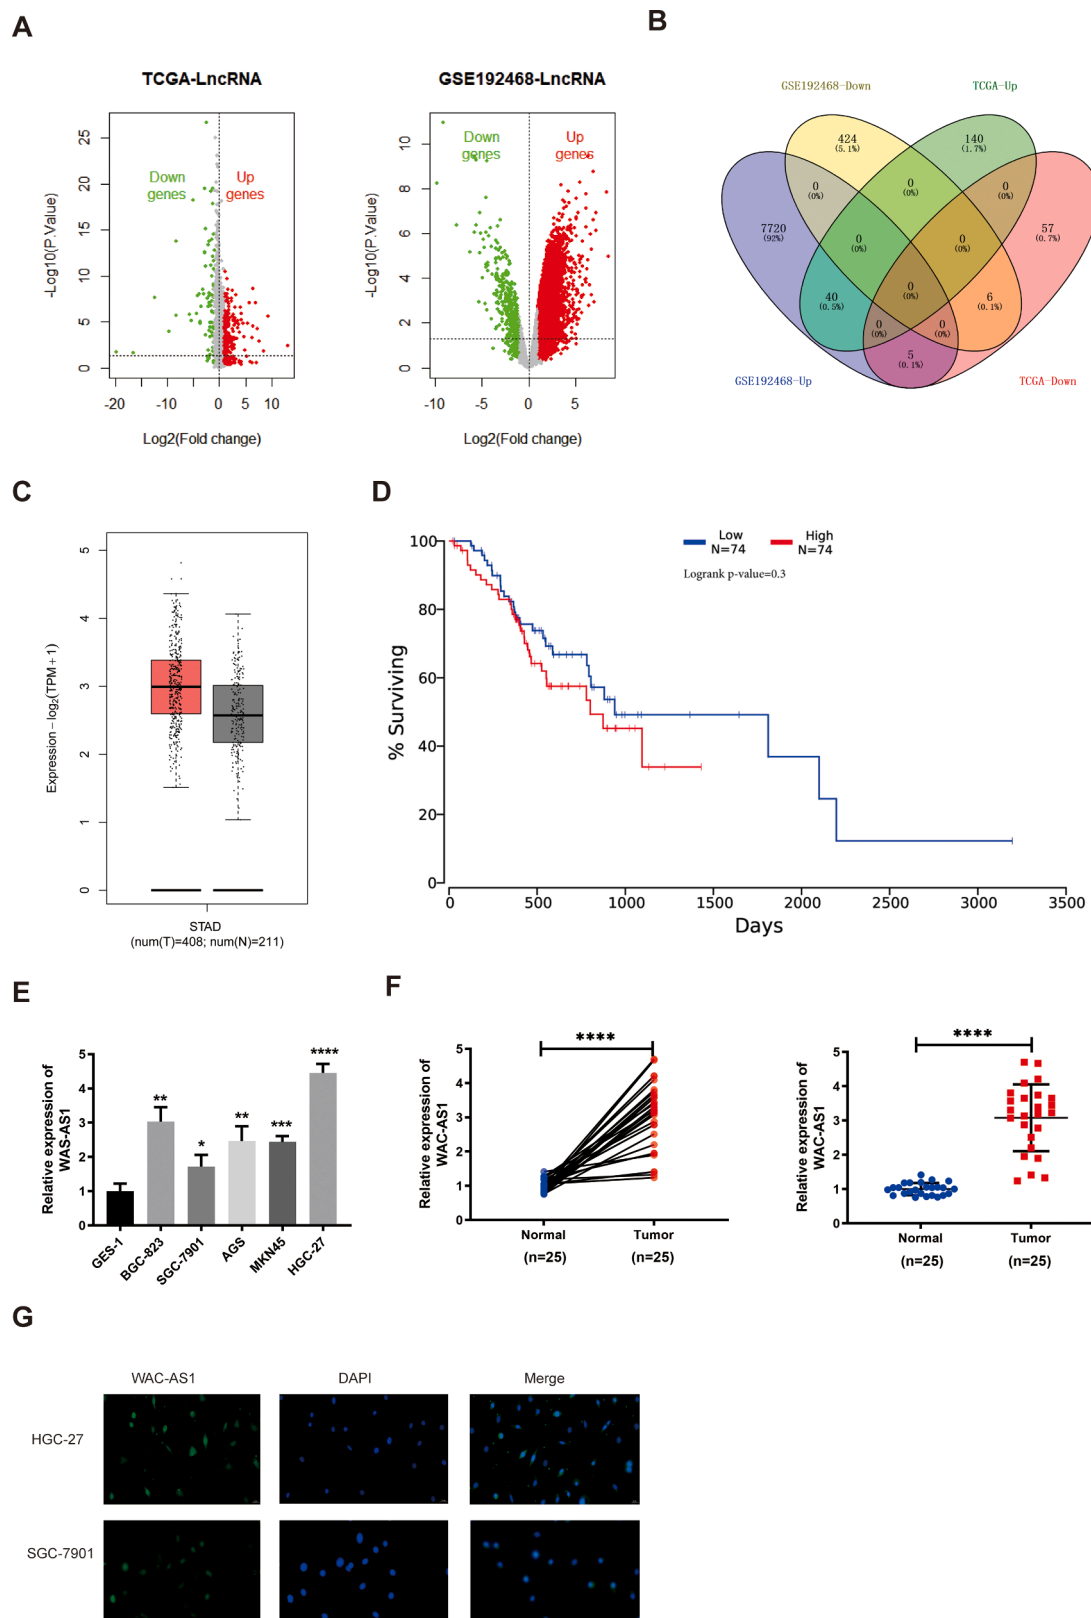 A
TCGA-LncRNA
GSE192468-LncRNA
Down
genes
Up
genes
-Log10(P.Value)
0
5
10
15
20
25
-20
-10
-5
0
5
10
Log2(Fold change)
Down
genes
Up
genes
-Log10(P.Value)
0
2
4
6
8
10
-10
-5
0
5
Log2(Fold change)
B
GSE192468-Down
TCGA-Up
424
(5.1%)
140
(1.7%)
0
(0%)
0
(0%)
0
(0%)
7720
(92%)
57
(0.7%)
0
(0%)
0
(0%)
0
(0%)
40
(0.5%)
6
(0.1%)
0
(0%)
0
(0%)
5
(0.1%)
GSE192468-Up
TCGA-Down
C
Expression − log₂(TPM + 1)
5
4
3
2
1
0
STAD
(num(T)=408; num(N)=211)
D
Low
N=74
High
N=74
Logrank p-value=0.3
% Surviving
100
80
60
40
20
0
0
500
1000
1500
2000
2500
3000
3500
Days
E
Relative expression of
WAS-AS1
5
4
3
2
1
0
**
*
**
***
****
GES-1
BGC-823
SGC-7901
AGS
MKN45
HGC-27
F
****
Relative expression of
WAC-AS1
5
4
3
2
1
0
Normal
(n=25)
Tumor
(n=25)
****
Relative expression of
WAC-AS1
5
4
3
2
1
0
Normal
(n=25)
Tumor
(n=25)
G
WAC-AS1
DAPI
Merge
HGC-27
SGC-7901